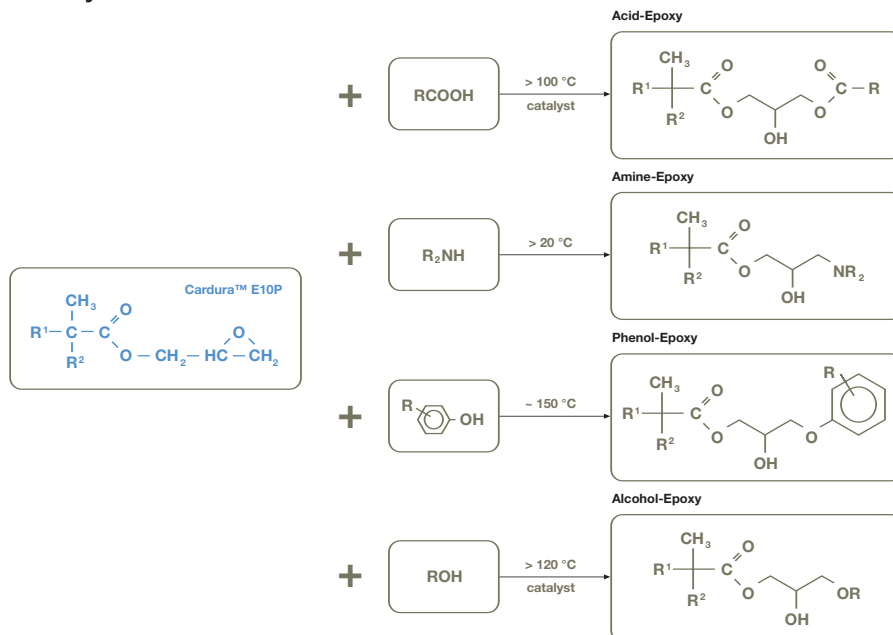 Acid-Epoxy
+ RCOOH > 100 °C catalyst
CH₃ O O
R¹ C C R
R² O O
OH
Amine-Epoxy
+ R₂NH > 20 °C
CH₃ O
R¹ C
R² O NR₂
OH
Cardura™ E10P
CH₃ O O
R¹ – C – C
R² O – CH₂ – HC – CH₂
Phenol-Epoxy
+ R OH ~ 150 °C
CH₃ O R
R¹ C
R² O O
OH
Alcohol-Epoxy
+ ROH > 120 °C catalyst
CH₃ O
R¹ C
R² O OR
OH